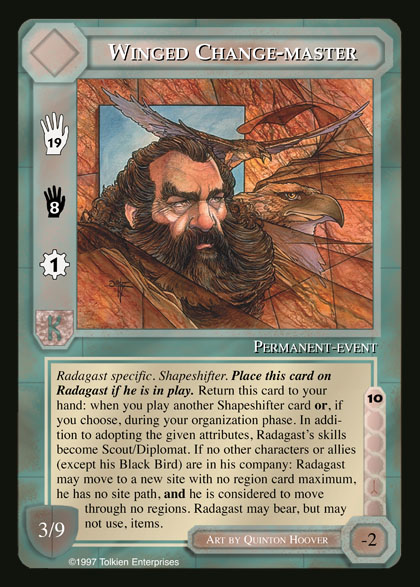 Winged Change-master
19
8
1
R
Permanent-event
Radagast specific. Shapeshifter. Place this card on
Radagast if he is in play. Return this card to your
hand: when you play another Shapeshifter card or, if
you choose, during your organization phase. In addi-
tion to adopting the given attributes, Radagast's skills
become Scout/Diplomat. If no other characters or allies
(except his Black Bird) are in his company: Radagast
may move to a new site with no region card maximum,
he has no site path, and he is considered to move
through no regions. Radagast may bear, but may
not use, items.
10
3/9
Art by Quinton Hoover
-2
©1997 Tolkien Enterprises